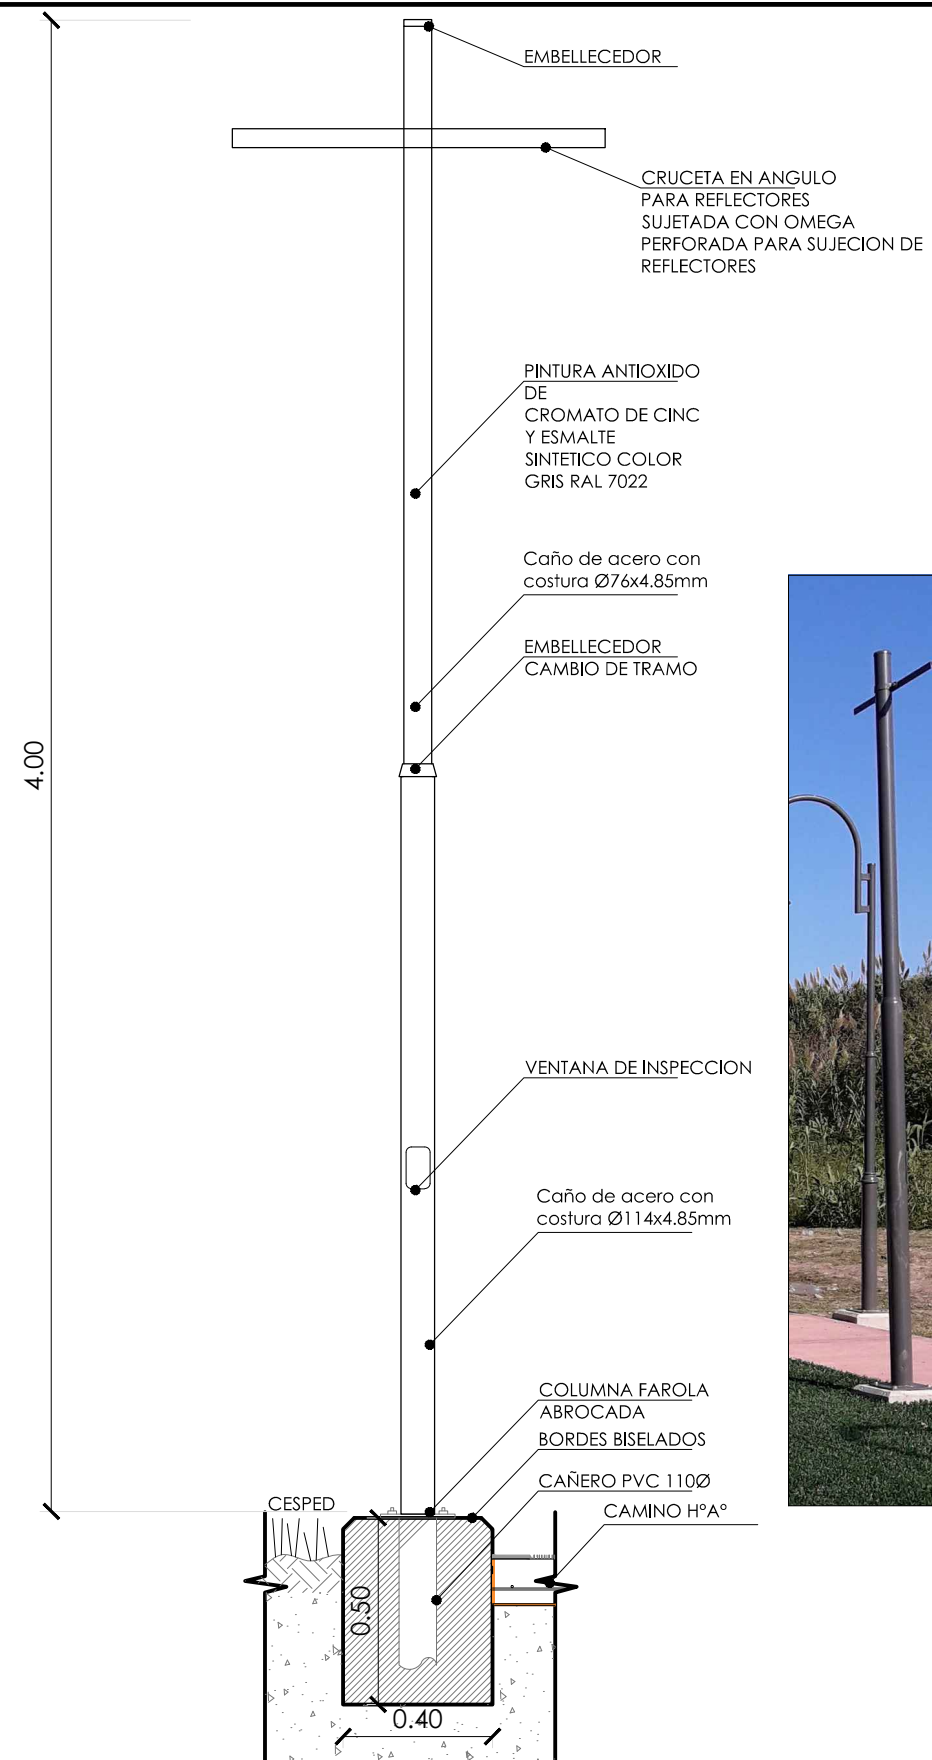 EMBELLECEDOR
CRUCETA EN ANGULO
PARA REFLECTORES
SUJETADA CON OMEGA
PERFORADA PARA SUJECION DE
REFLECTORES
PINTURA ANTIOXIDO
DE
CROMATO DE CINC
Y ESMALTE
SINTETICO COLOR
GRIS RAL 7022
Caño de acero con
costura Ø76x4.85mm
EMBELLECEDOR
CAMBIO DE TRAMO
4.00
VENTANA DE INSPECCION
Caño de acero con
costura Ø114x4.85mm
COLUMNA FAROLA
ABROCADA
BORDES BISELADOS
CAÑERO PVC 110Ø
CESPED
CAMINO HºAº
0.50
0.40